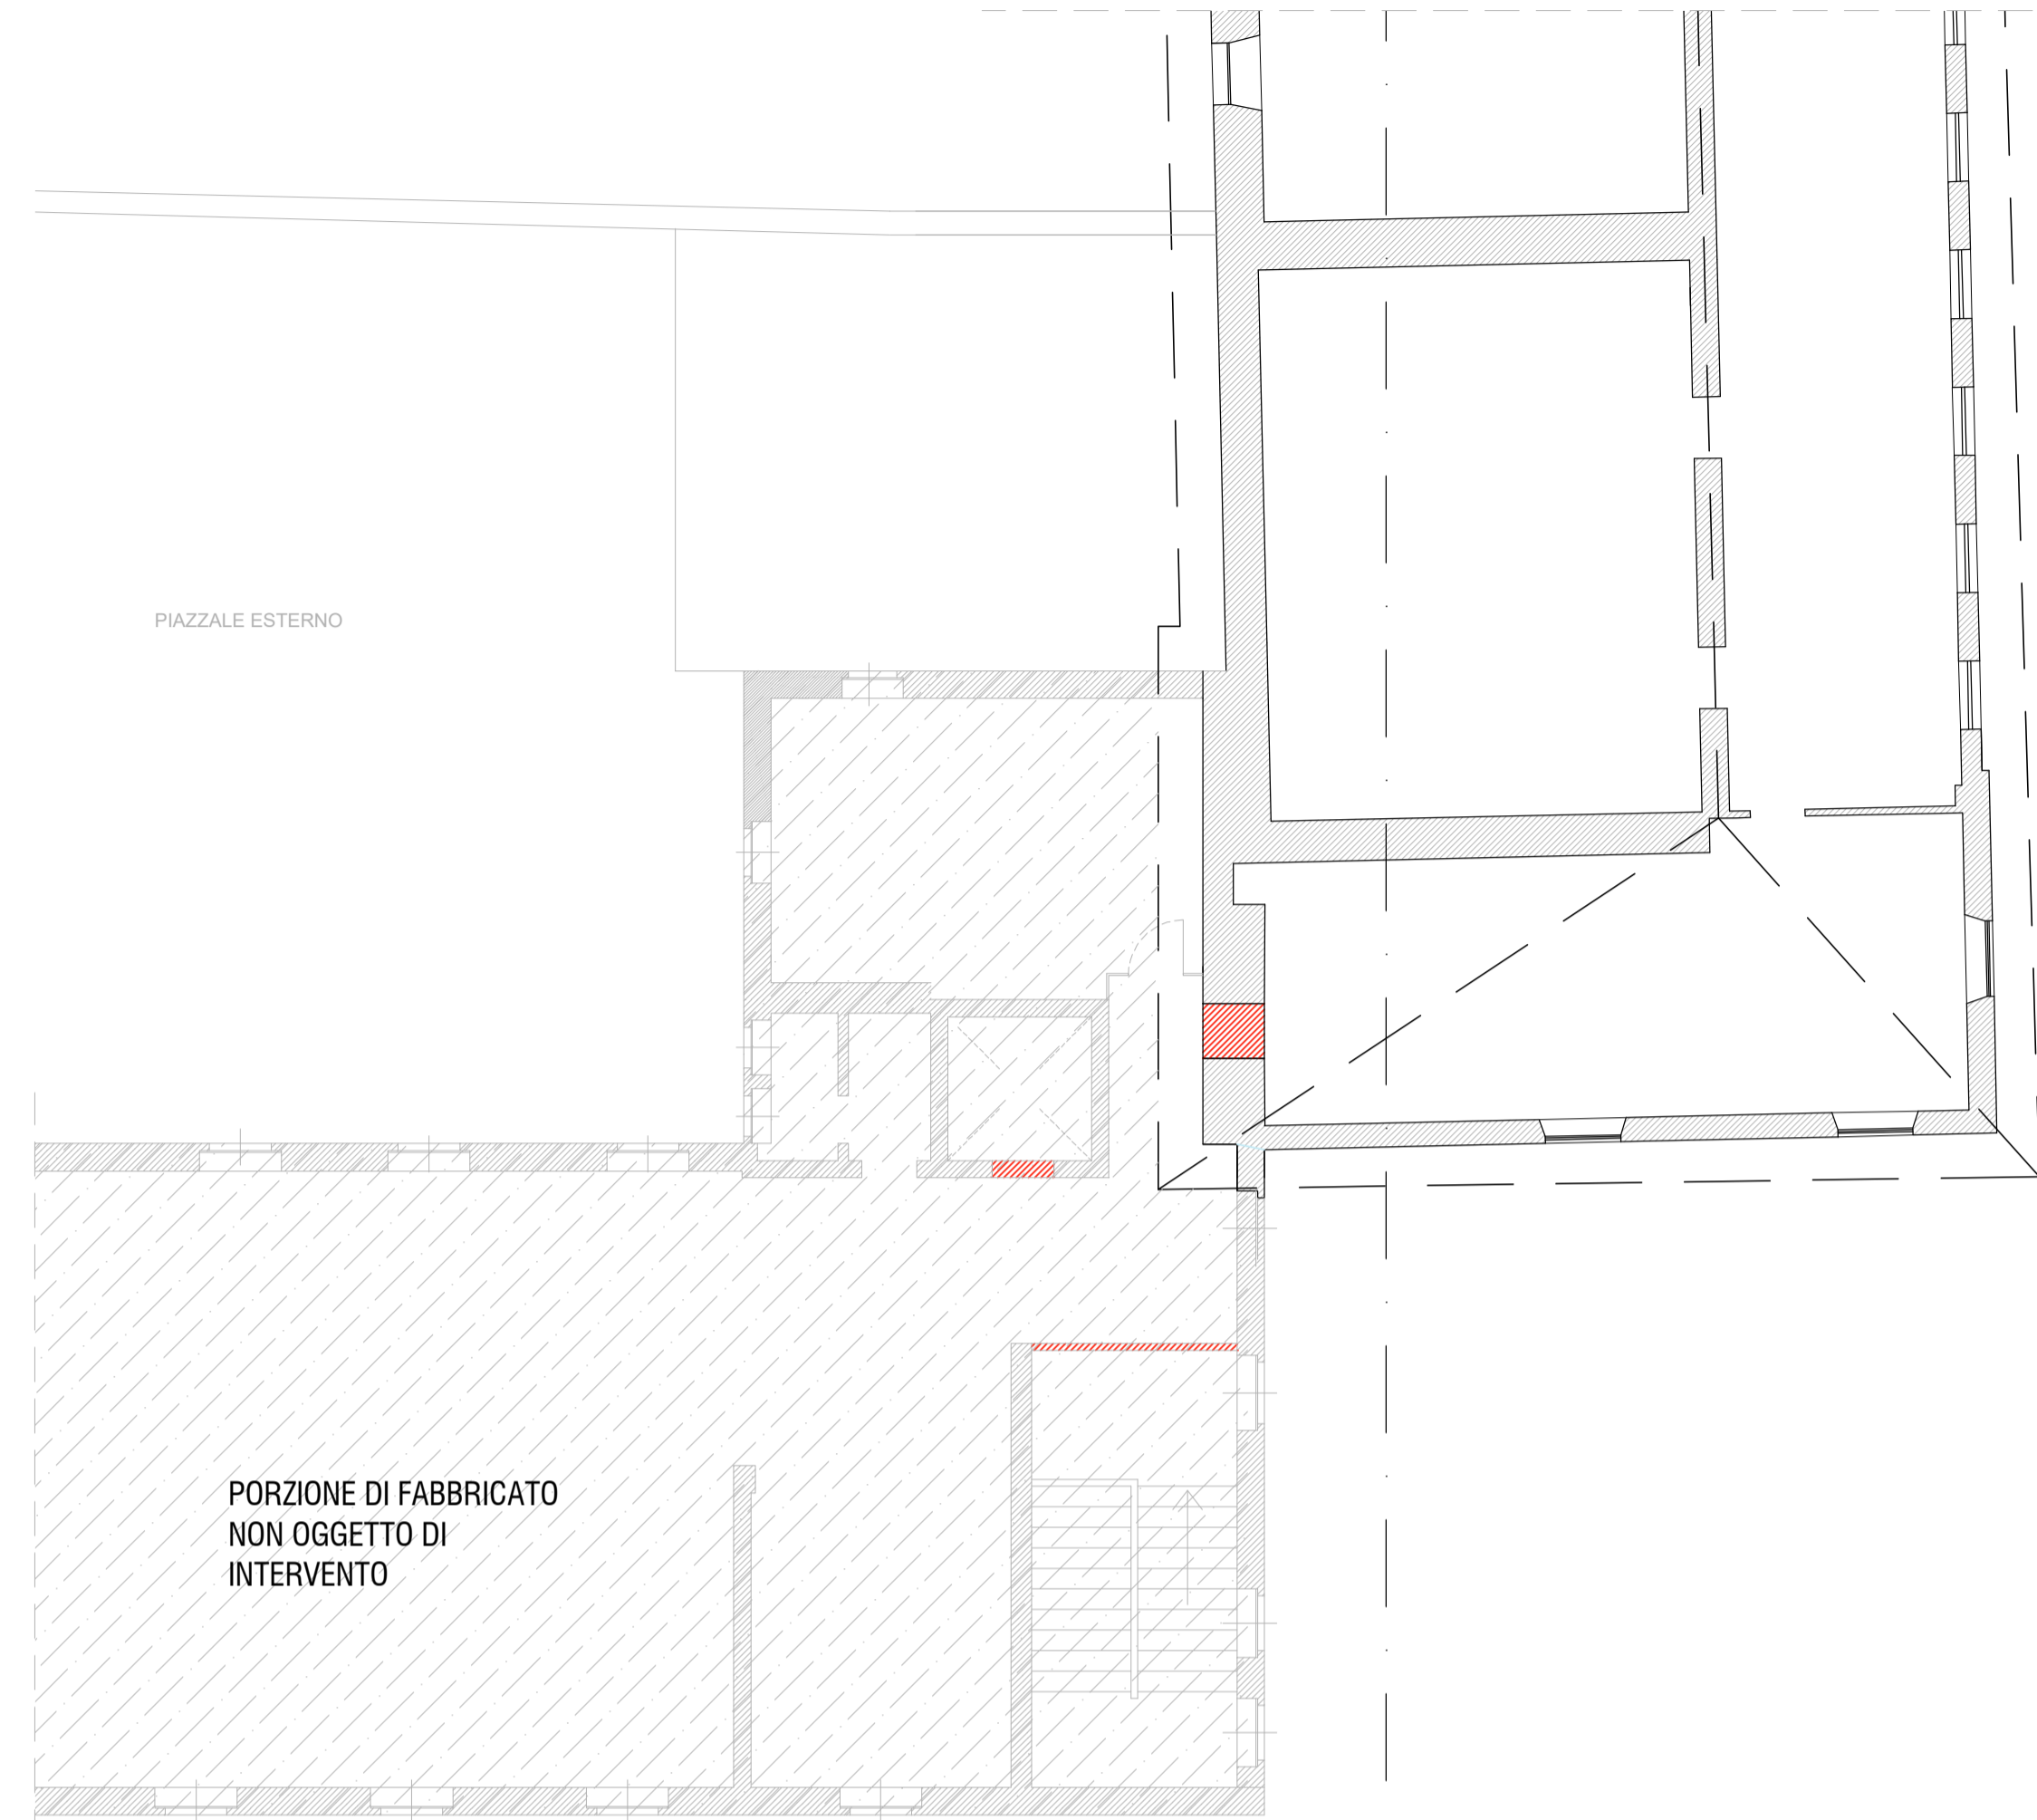 PIAZZALE ESTERNO
PORZIONE DI FABBRICATO
NON OGGETTO DI
INTERVENTO